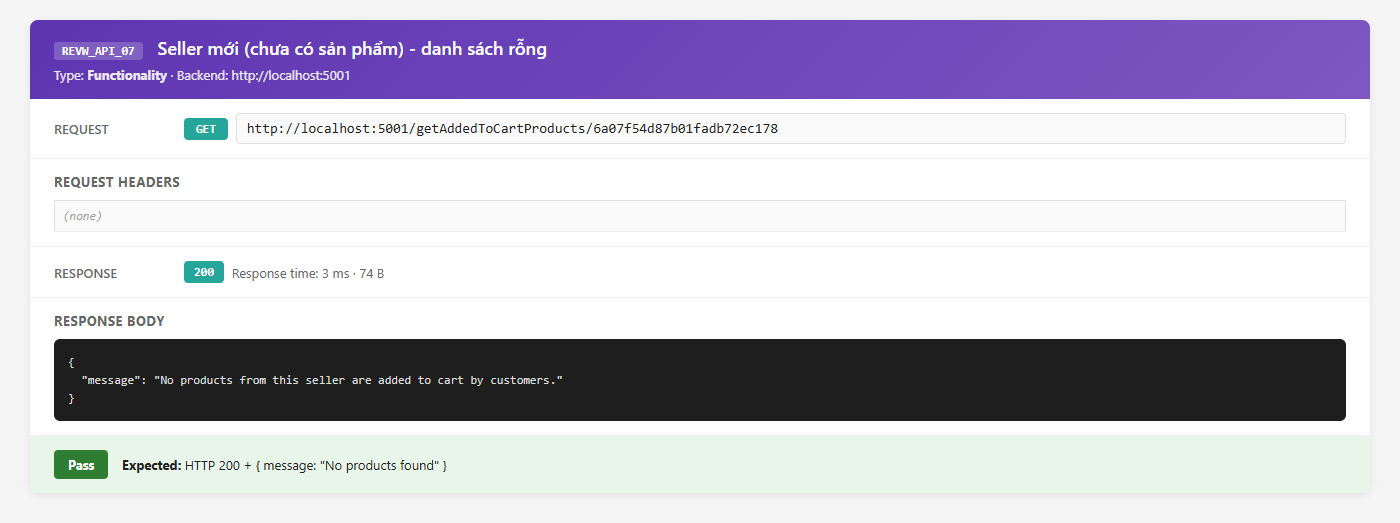 REVW_API_07 Seller mới (chưa có sản phẩm) - danh sách rỗng
Type: Functionality · Backend: http://localhost:5001
REQUEST GET http://localhost:5001/getAddedToCartProducts/6a07f54d87b01fadb72ec178
REQUEST HEADERS
(none)
RESPONSE 200 Response time: 3 ms · 74 B
RESPONSE BODY
{
"message": "No products from this seller are added to cart by customers."
}
Pass Expected: HTTP 200 + { message: "No products found" }